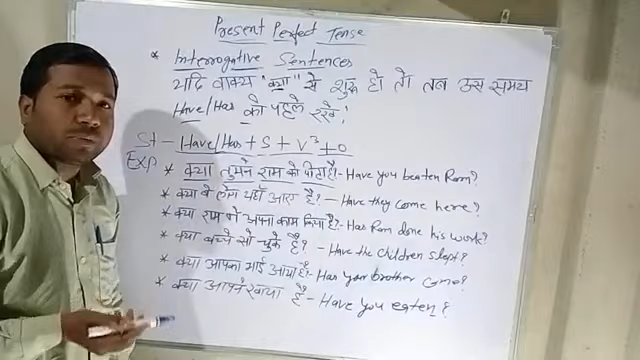 Present Perfect Tense
* Interrogative Sentences
यदि वाक्य "क्या" से शुरू हो तो तब उस समय
Have/Has को पहले रखें!
St - Have/Has + S + V³ + O
Exp * क्या तुमने राम को पीटा है! - Have you beaten Ram?
* क्या वे लोग यहाँ आए है? - Have they come here?
* क्या राम ने अपना काम किया है? - Has Ram done his work?
* क्या बच्चे सो चुके है? - Have the children slept?
* क्या आपका भाई आया है? - Has your brother come?
* क्या आपने खाया है - Have you eaten?